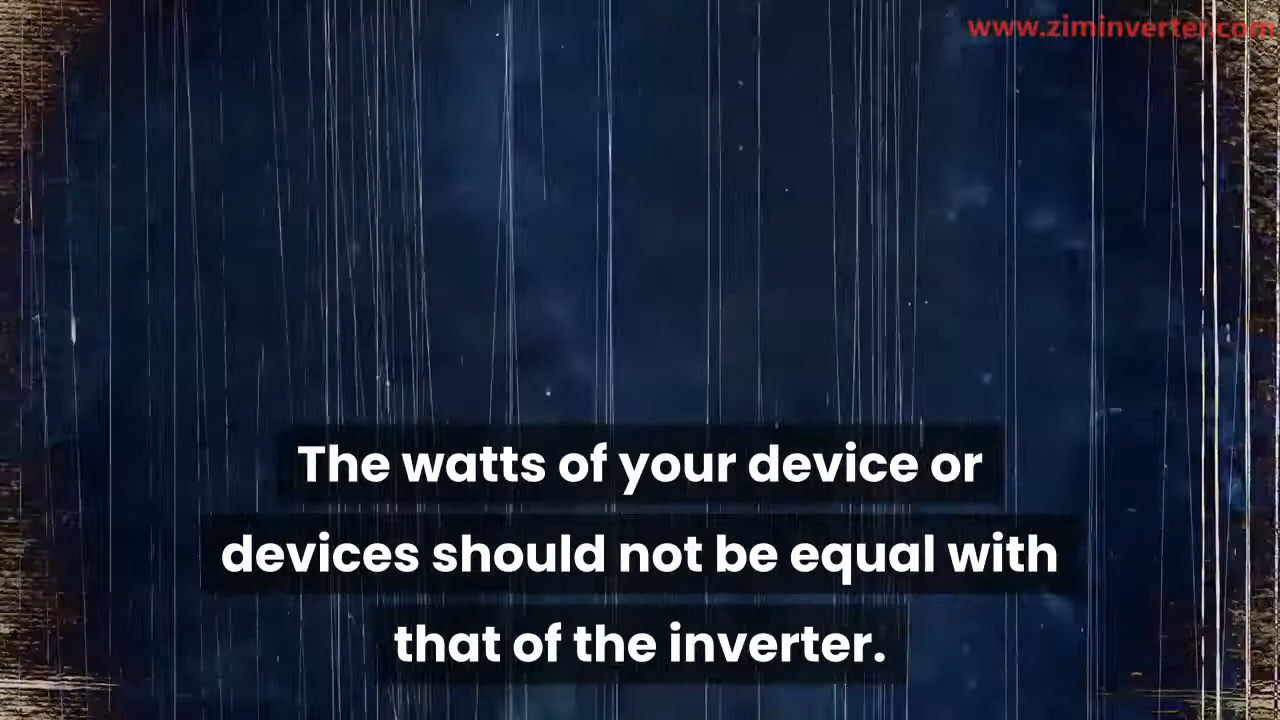 www.ziminverter.com
The watts of your device or
devices should not be equal with
that of the inverter.